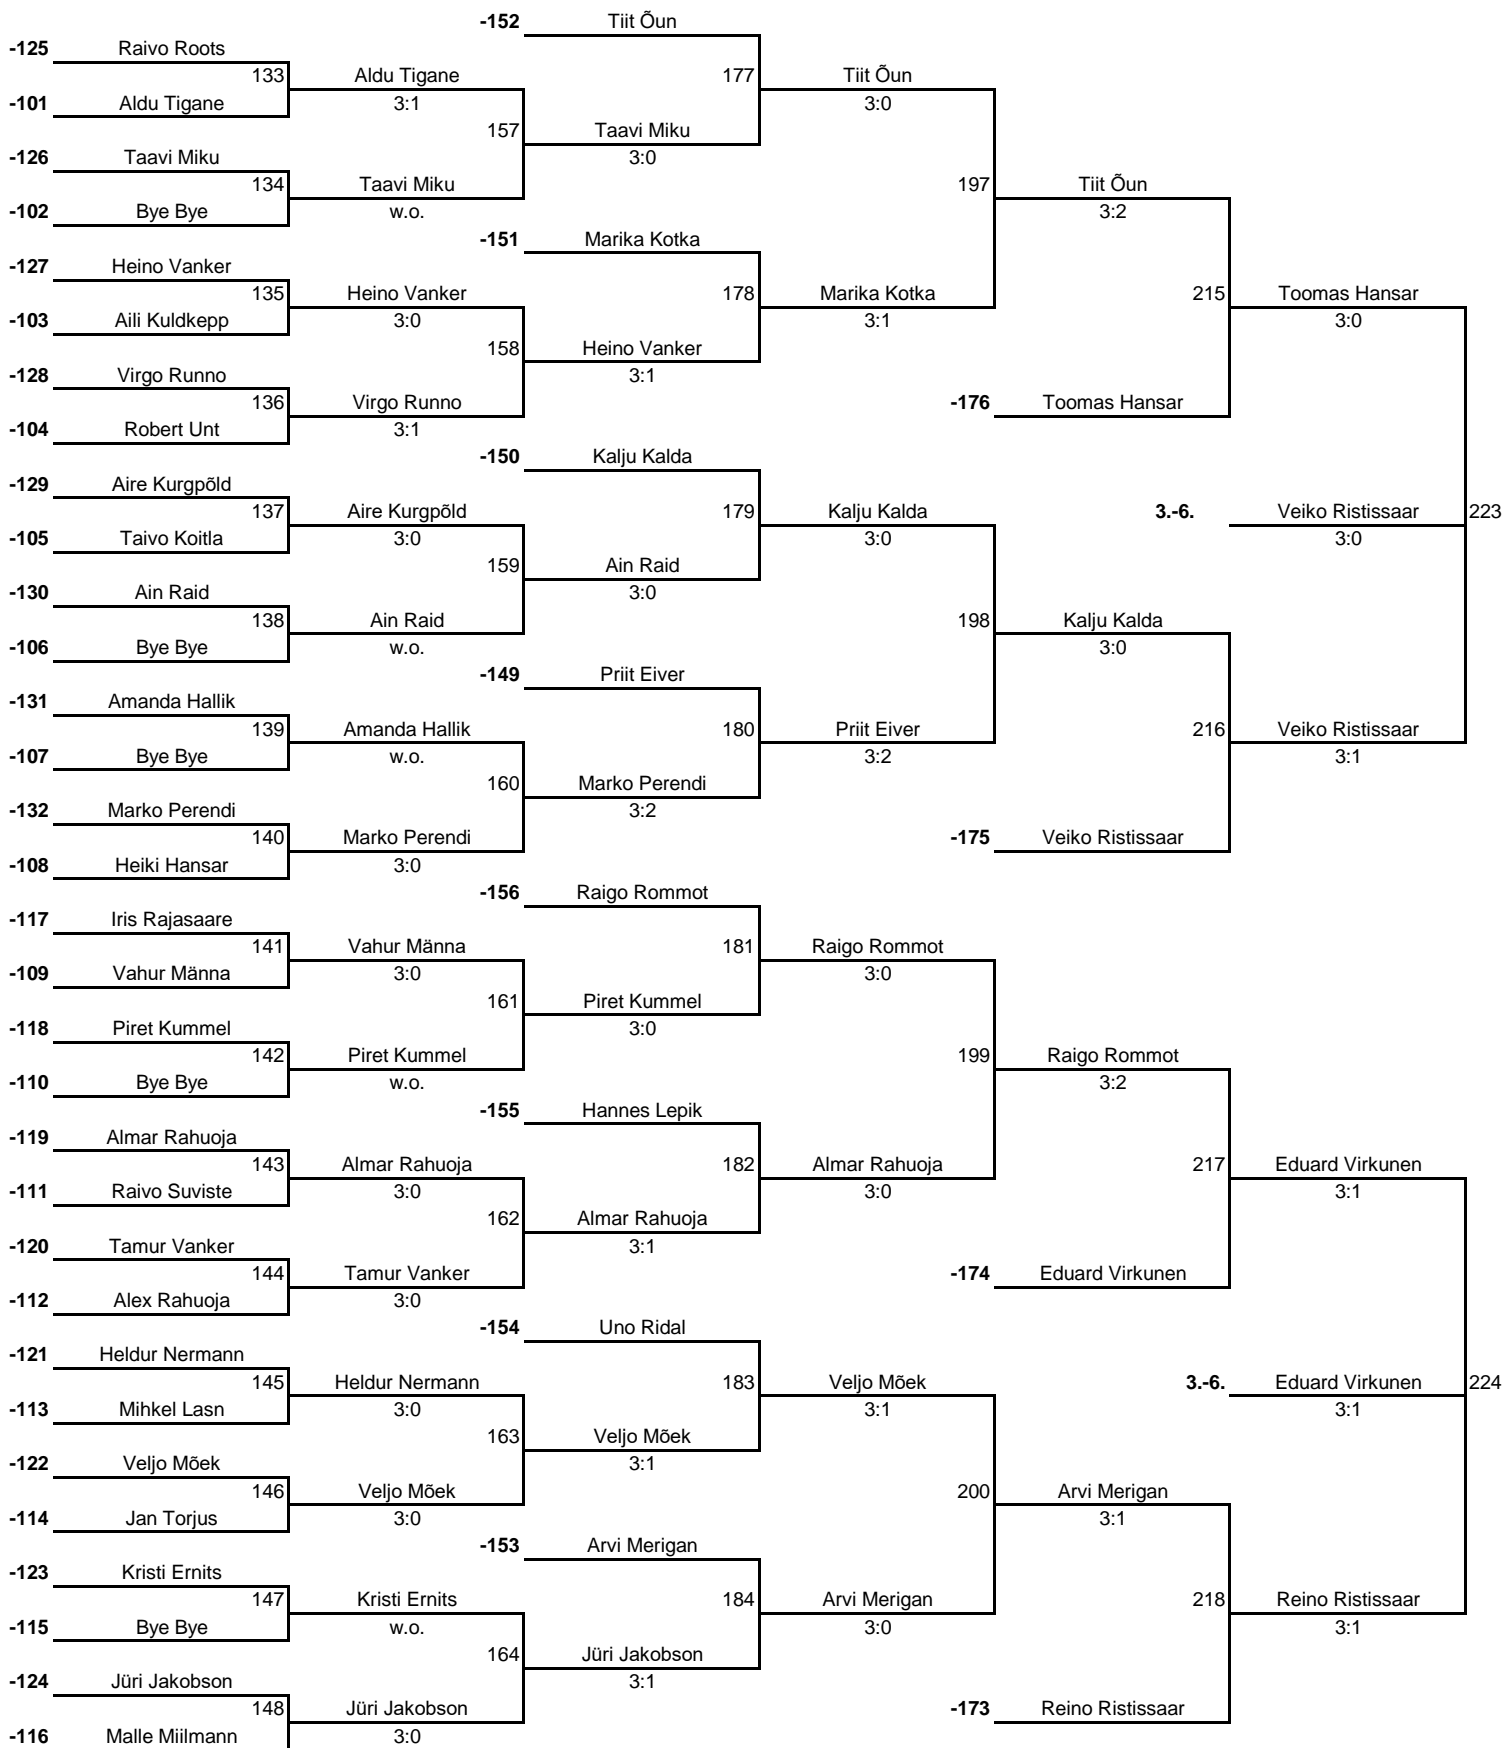 -152 Tiit Õun
-125 Raivo Roots
133 Aldu Tigane 177 Tiit Õun
-101 Aldu Tigane 3:1 3:0
157 Taavi Miku
-126 Taavi Miku 3:0
134 Taavi Miku 197 Tiit Õun
-102 Bye Bye w.o. 3:2
-151 Marika Kotka
-127 Heino Vanker
135 Heino Vanker 178 Marika Kotka 215 Toomas Hansar
-103 Aili Kuldkepp 3:0 3:1 3:0
158 Heino Vanker
-128 Virgo Runno 3:1
136 Virgo Runno -176 Toomas Hansar
-104 Robert Unt 3:1
-150 Kalju Kalda
-129 Aire Kurgpõld
137 Aire Kurgpõld 179 Kalju Kalda 3.-6. Veiko Ristissaar 223
-105 Taivo Koitla 3:0 3:0 3:0
159 Ain Raid
-130 Ain Raid 3:0
138 Ain Raid 198 Kalju Kalda
-106 Bye Bye w.o. 3:0
-149 Priit Eiver
-131 Amanda Hallik
139 Amanda Hallik 180 Priit Eiver 216 Veiko Ristissaar
-107 Bye Bye w.o. 3:2 3:1
160 Marko Perendi
-132 Marko Perendi 3:2
140 Marko Perendi -175 Veiko Ristissaar
-108 Heiki Hansar 3:0
-156 Raigo Rommot
-117 Iris Rajasaare
141 Vahur Männa 181 Raigo Rommot
-109 Vahur Männa 3:0 3:0
161 Piret Kummel
-118 Piret Kummel 3:0
142 Piret Kummel 199 Raigo Rommot
-110 Bye Bye w.o. 3:2
-155 Hannes Lepik
-119 Almar Rahuoja
143 Almar Rahuoja 182 Almar Rahuoja 217 Eduard Virkunen
-111 Raivo Suviste 3:0 3:0 3:1
162 Almar Rahuoja
-120 Tamur Vanker 3:1
144 Tamur Vanker -174 Eduard Virkunen
-112 Alex Rahuoja 3:0
-154 Uno Ridal
-121 Heldur Nermann
145 Heldur Nermann 183 Veljo Mõek 3.-6. Eduard Virkunen 224
-113 Mihkel Lasn 3:0 3:1 3:1
163 Veljo Mõek
-122 Veljo Mõek 3:1
146 Veljo Mõek 200 Arvi Merigan
-114 Jan Torjus 3:0 3:1
-153 Arvi Merigan
-123 Kristi Ernits
147 Kristi Ernits 184 Arvi Merigan 218 Reino Ristissaar
-115 Bye Bye w.o. 3:0 3:1
164 Jüri Jakobson
-124 Jüri Jakobson 3:1
148 Jüri Jakobson -173 Reino Ristissaar
-116 Malle Miilmann 3:0